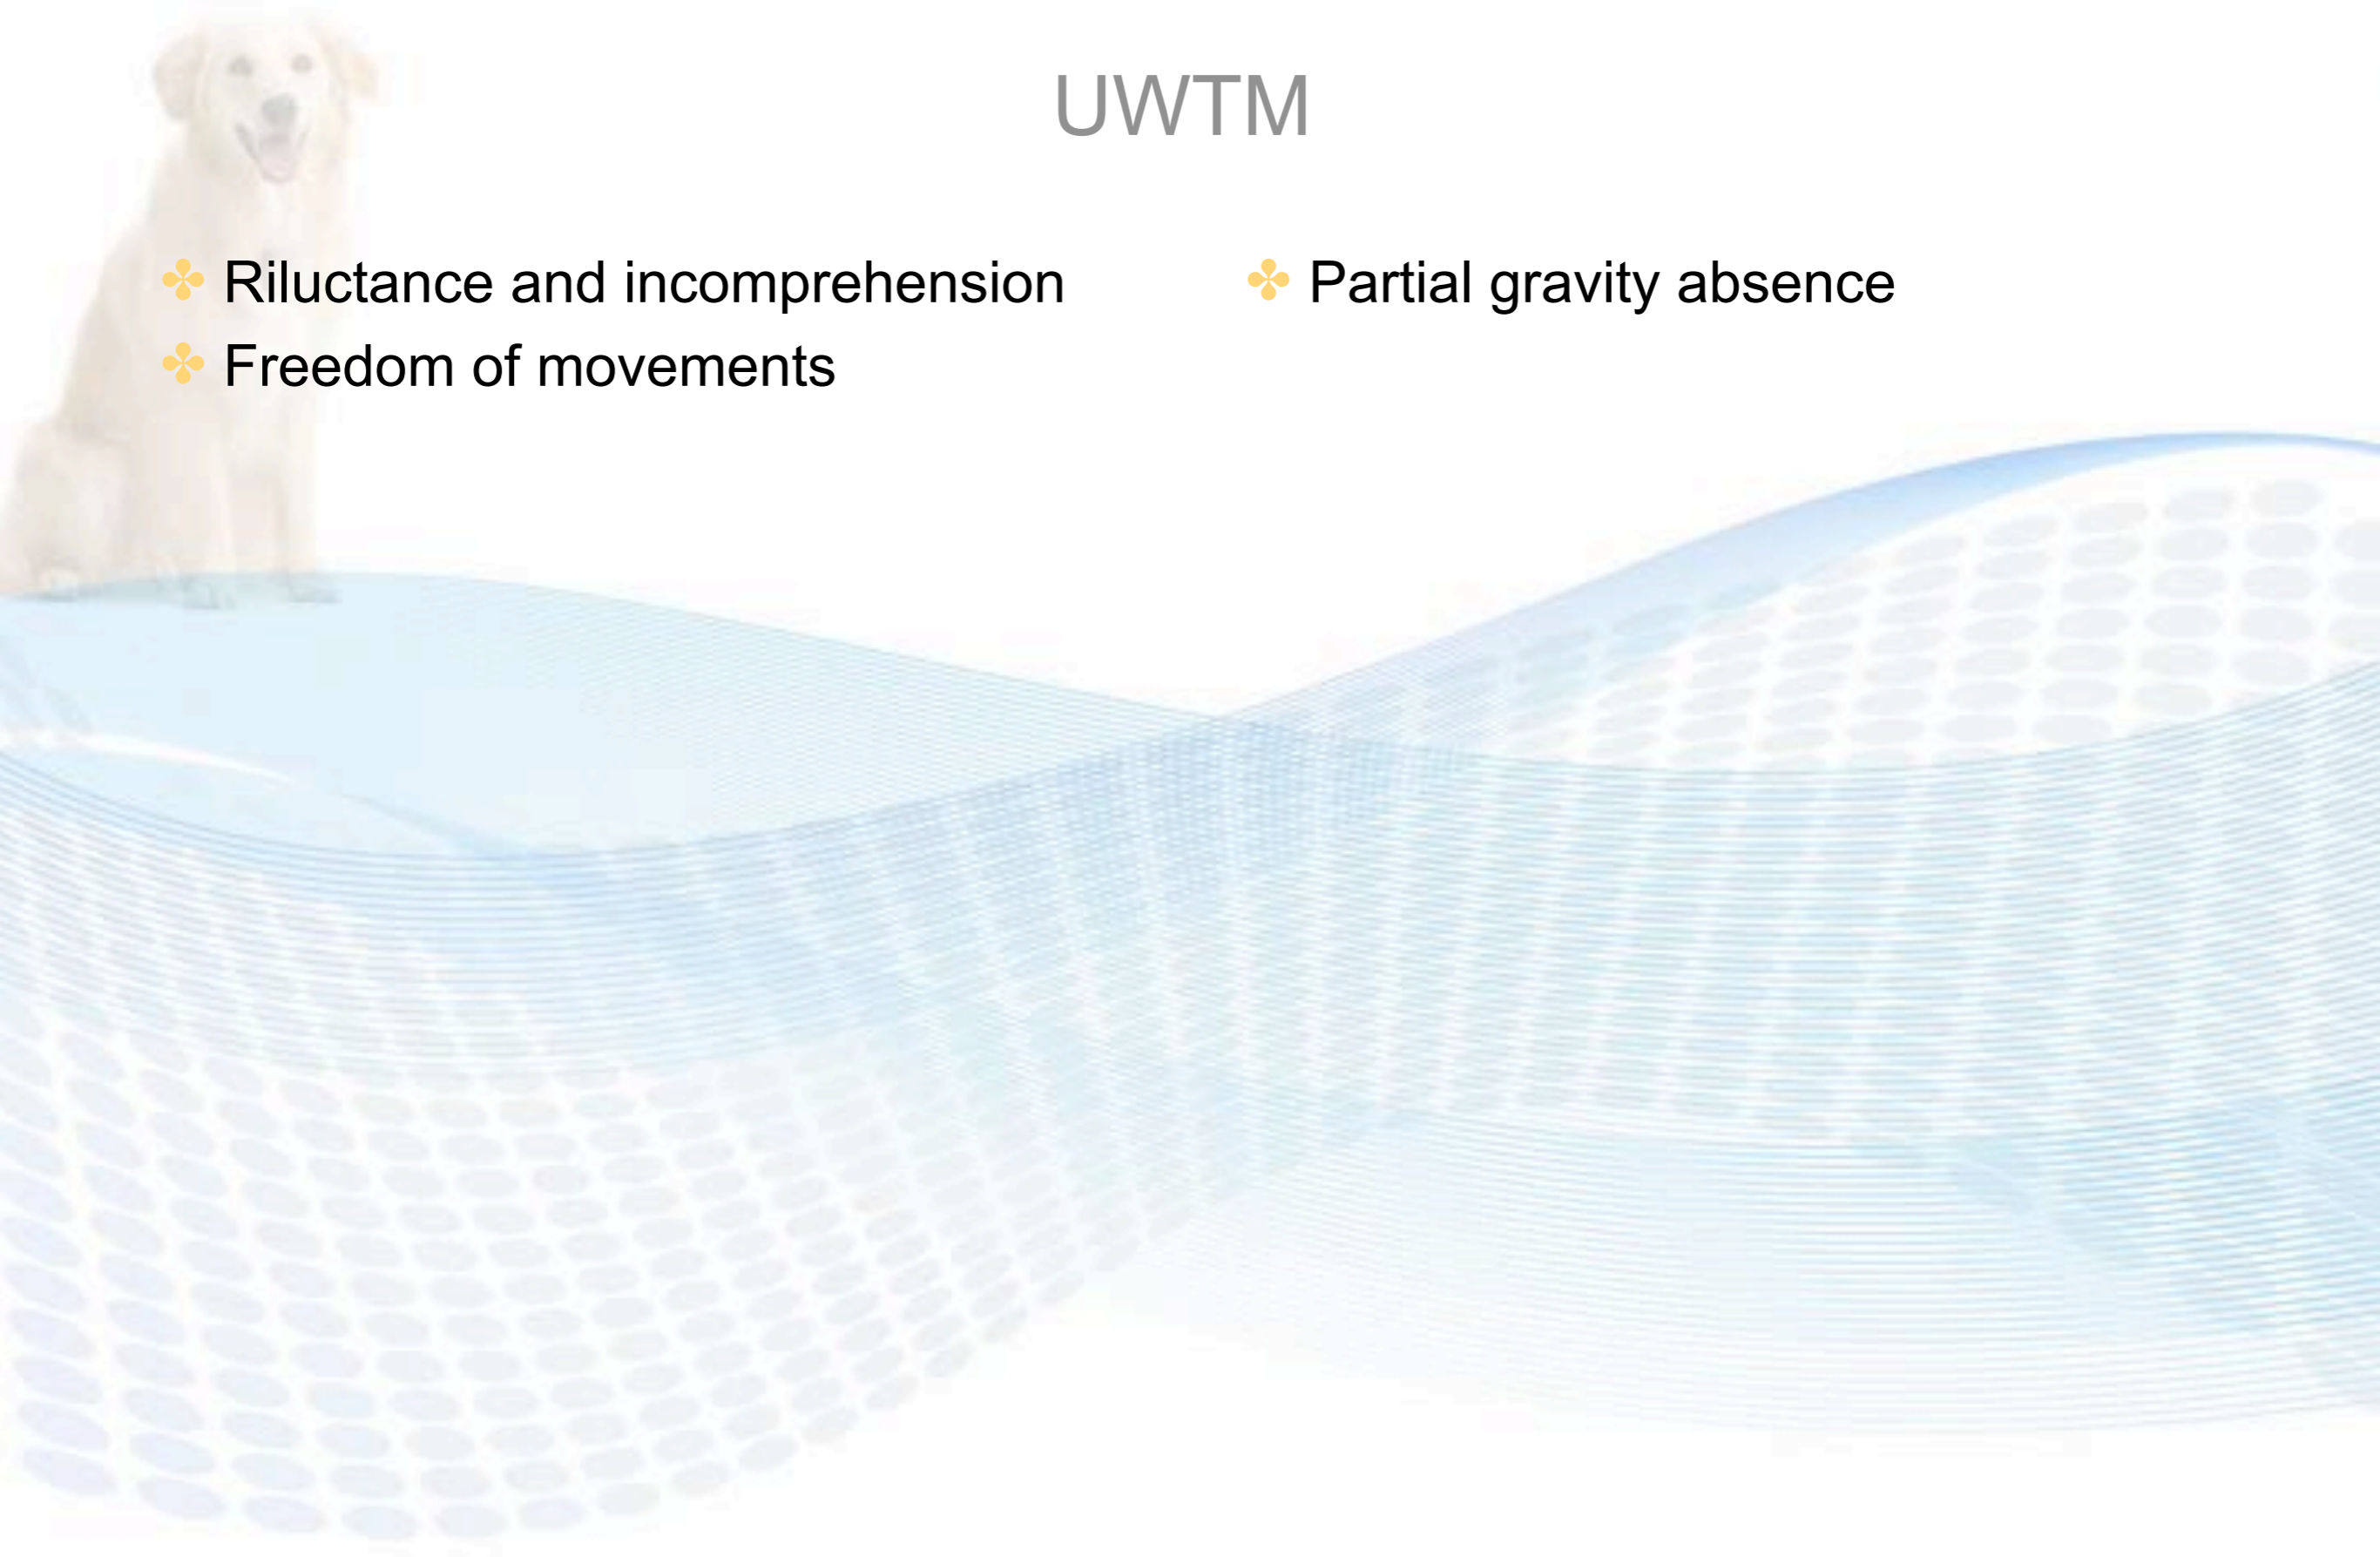 UWTM
Riluctance and incomprehension
Freedom of movements
Partial gravity absence